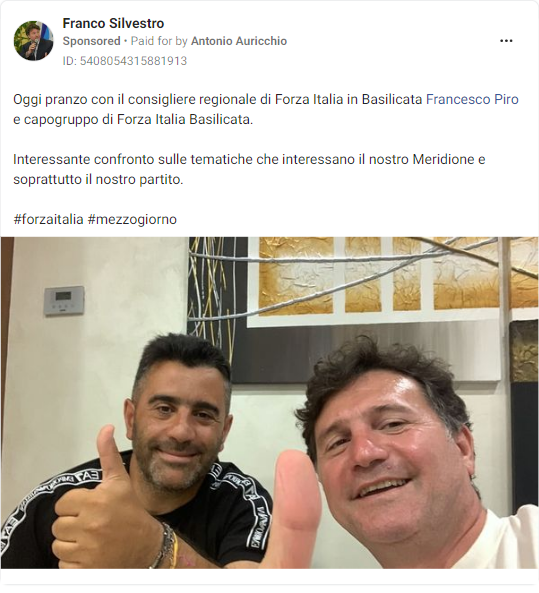 Franco Silvestro
Sponsored • Paid for by Antonio Auricchio
ID: 5408054315881913
Oggi pranzo con il consigliere regionale di Forza Italia in Basilicata Francesco Piro
e capogruppo di Forza Italia Basilicata.
Interessante confronto sulle tematiche che interessano il nostro Meridione e
soprattutto il nostro partito.
#forzaitalia #mezzogiorno